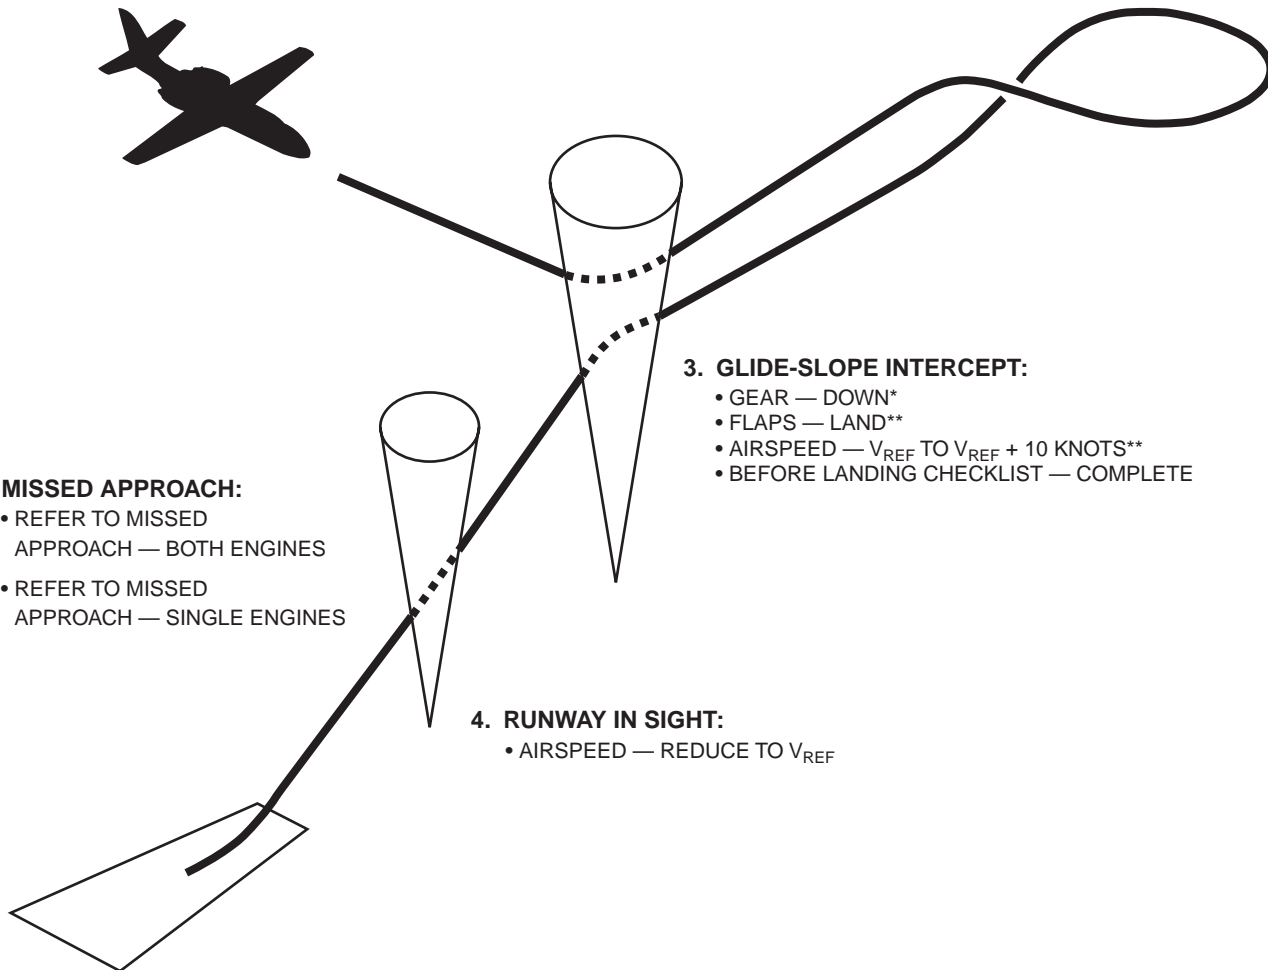 3. GLIDE-SLOPE INTERCEPT:
• GEAR — DOWN*
• FLAPS — LAND**
• AIRSPEED — VREF TO VREF + 10 KNOTS**
• BEFORE LANDING CHECKLIST — COMPLETE
MISSED APPROACH:
• REFER TO MISSED
APPROACH — BOTH ENGINES
• REFER TO MISSED
APPROACH — SINGLE ENGINES
4. RUNWAY IN SIGHT:
• AIRSPEED — REDUCE TO VREF